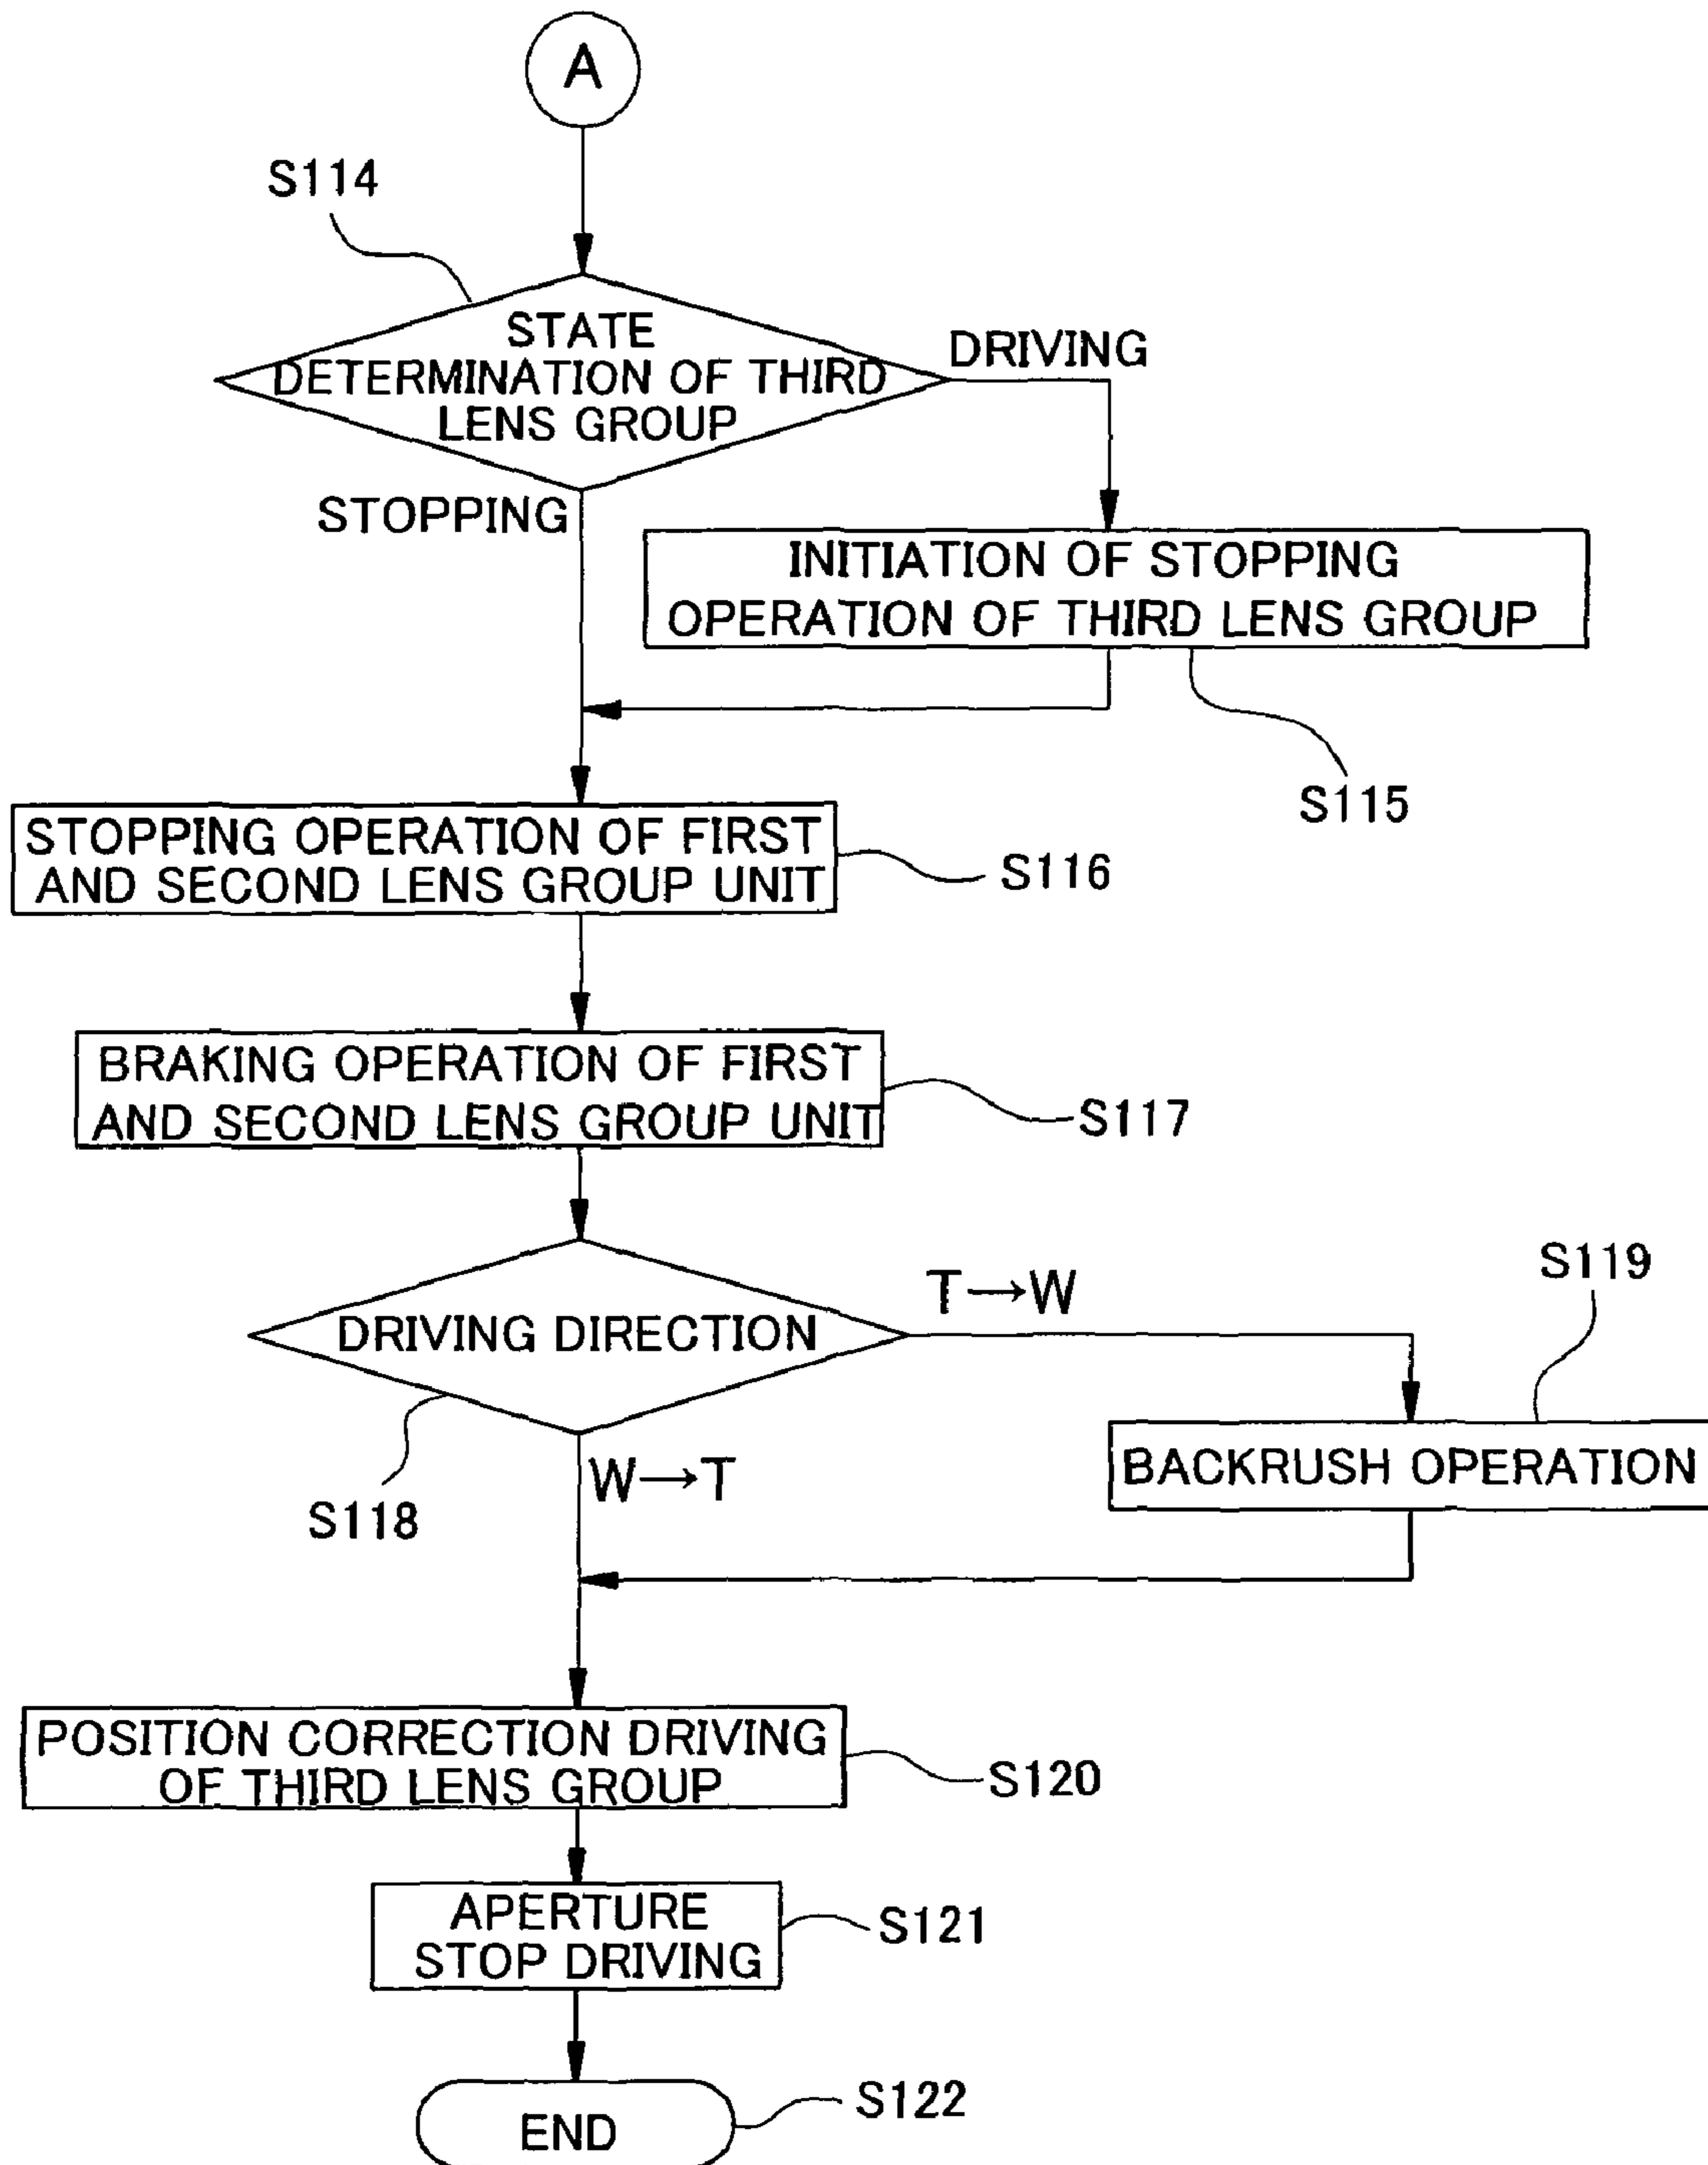 A
S114
STATE
DETERMINATION OF THIRD
LENS GROUP
DRIVING
STOPPING
INITIATION OF STOPPING
OPERATION OF THIRD LENS GROUP
S115
STOPPING OPERATION OF FIRST
AND SECOND LENS GROUP UNIT
S116
BRAKING OPERATION OF FIRST
AND SECOND LENS GROUP UNIT
S117
DRIVING DIRECTION
T→W
S119
S118
W→T
BACKRUSH OPERATION
POSITION CORRECTION DRIVING
OF THIRD LENS GROUP
S120
APERTURE
STOP DRIVING
S121
END
S122